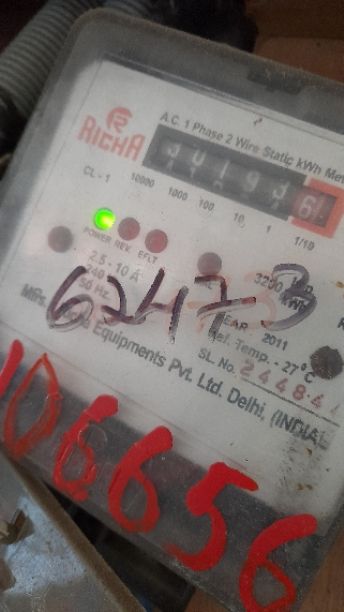 RICHA
A.C. 1 Phase 2 Wire Static kWh Met
CL-1
10000 1000 100 10 1 1/10
POWER REV. EFLT
2.5 - 10 A
240
50 Hz.
3200
62473
YEAR 2011
Ref. Temp. - 27°C
SL. No. 24484
Equipments Pvt. Ltd. Delhi, (INDIA)
106656